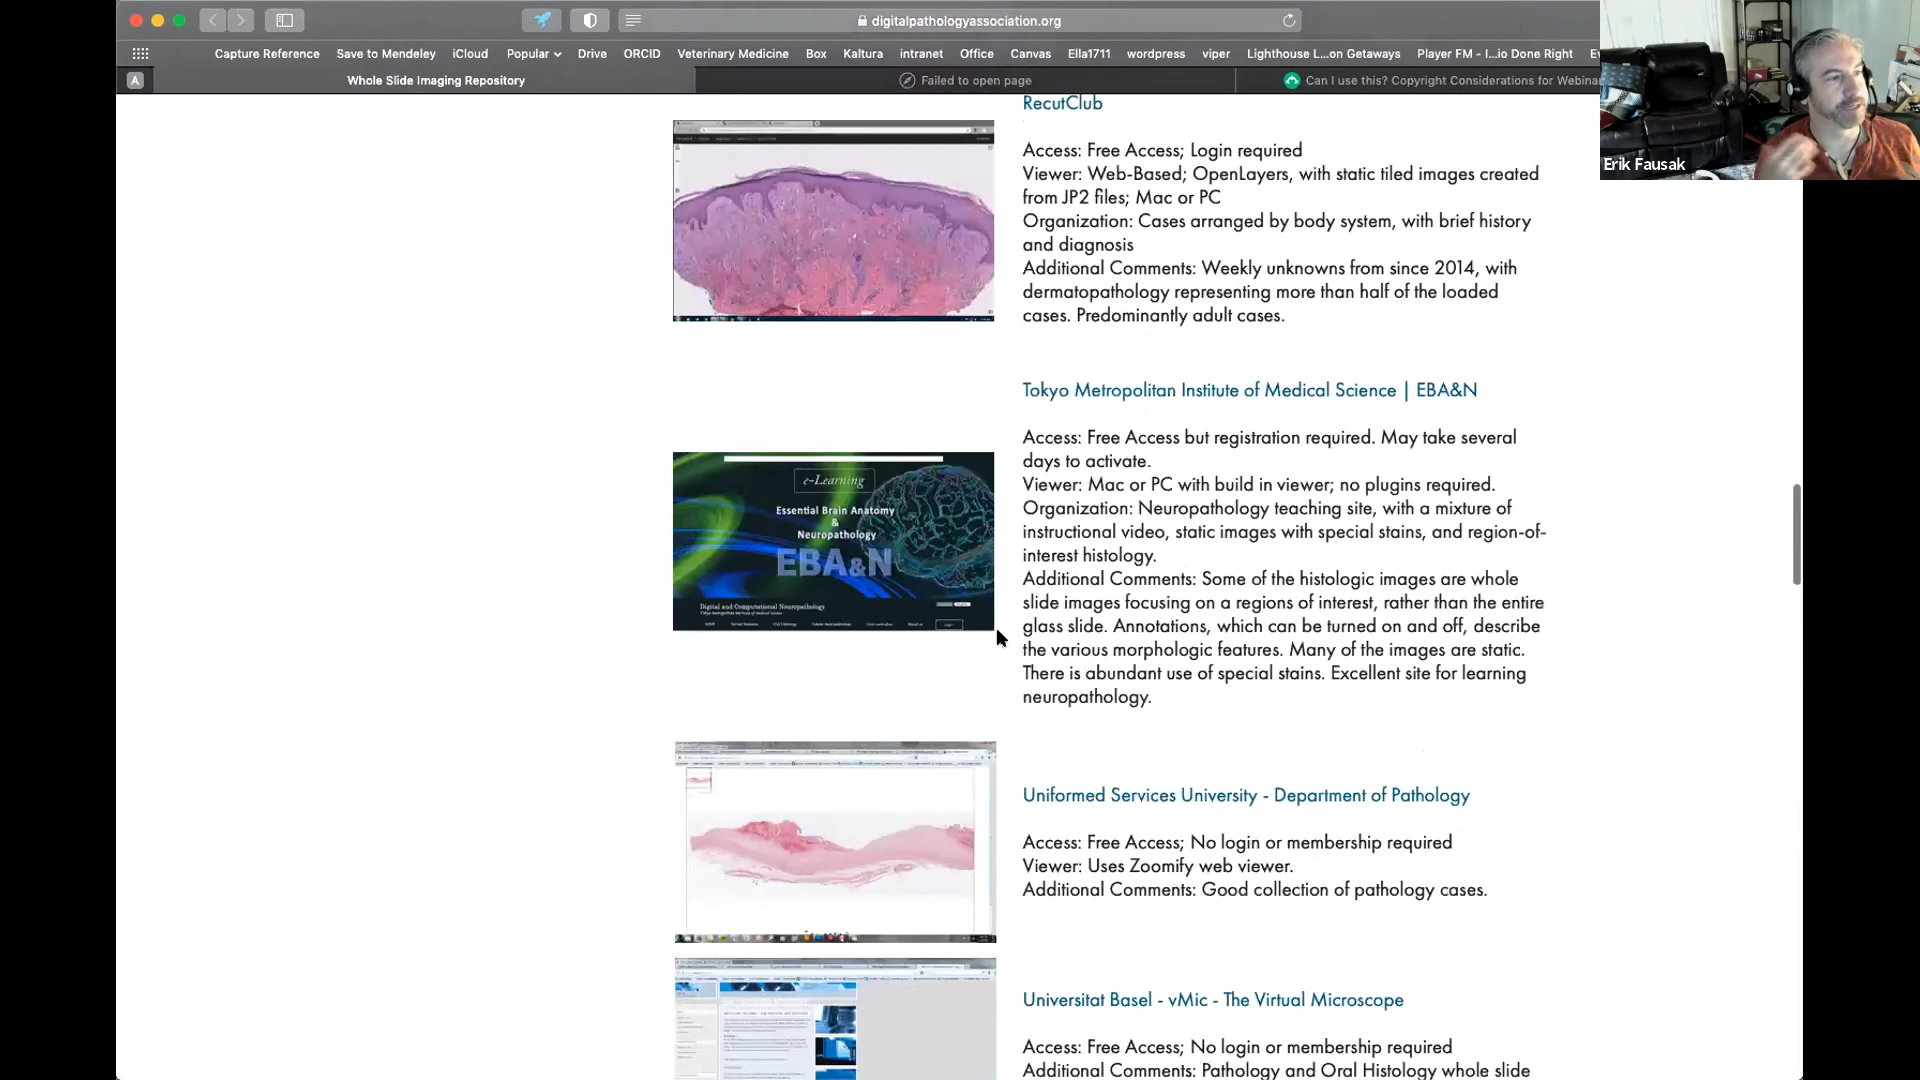 digitalpathologyassociation.org
Capture Reference
Save to Mendeley
iCloud
Popular
Drive
ORCID
Veterinary Medicine
Box
Kaltura
intranet
Office
Canvas
Ella1711
wordpress
viper
Lighthouse L...on Getaways
Player FM - I...io Done Right
A
Whole Slide Imaging Repository
Failed to open page
Can I use this? Copyright Considerations for Webinar
Erik Fausak
RecutClub
Access: Free Access; Login required
Viewer: Web-Based; OpenLayers, with static tiled images created
from JP2 files; Mac or PC
Organization: Cases arranged by body system, with brief history
and diagnosis
Additional Comments: Weekly unknowns from since 2014, with
dermatopathology representing more than half of the loaded
cases. Predominantly adult cases.
e-Learning
Essential Brain Anatomy
&
Neuropathology
EBA&N
Digital and Computational Neuropathology
Tokyo Metropolitan Institute of Medical Science | EBA&N
Access: Free Access but registration required. May take several
days to activate.
Viewer: Mac or PC with build in viewer; no plugins required.
Organization: Neuropathology teaching site, with a mixture of
instructional video, static images with special stains, and region-of-
interest histology.
Additional Comments: Some of the histologic images are whole
slide images focusing on a regions of interest, rather than the entire
glass slide. Annotations, which can be turned on and off, describe
the various morphologic features. Many of the images are static.
There is abundant use of special stains. Excellent site for learning
neuropathology.
Uniformed Services University - Department of Pathology
Access: Free Access; No login or membership required
Viewer: Uses Zoomify web viewer.
Additional Comments: Good collection of pathology cases.
Universitat Basel - vMic - The Virtual Microscope
Access: Free Access; No login or membership required
Additional Comments: Pathology and Oral Histology whole slide